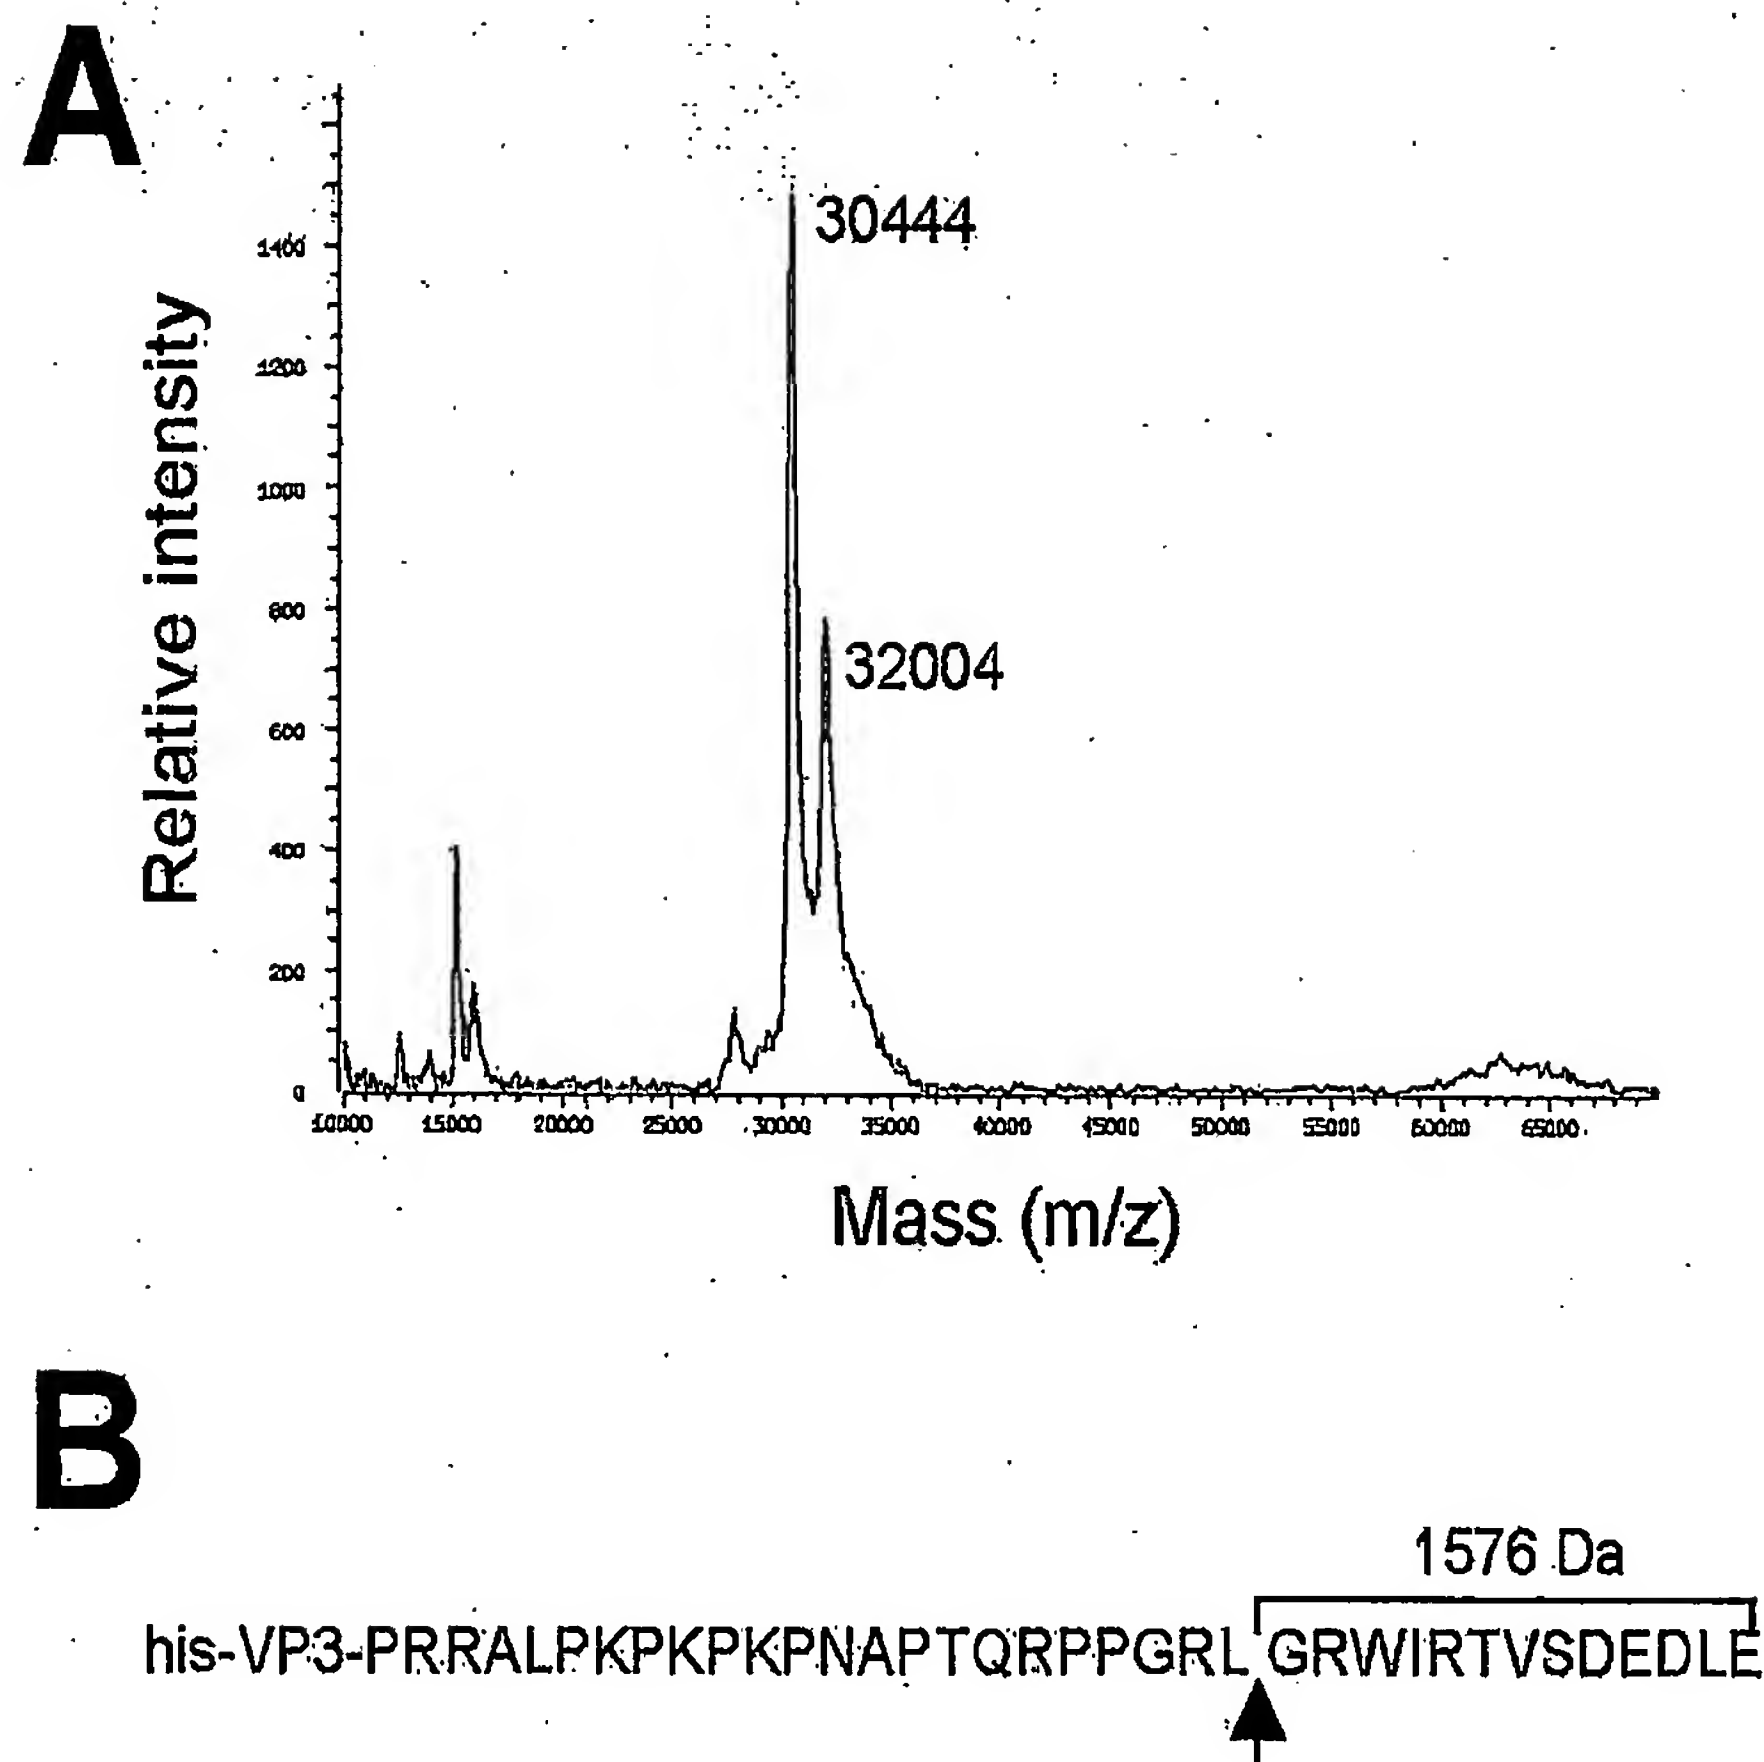 A
30444
32004
Relative intensity
1400
1200
1000
800
600
400
200
0
10000 15000 20000 25000 30000 35000 40000 45000 50000 55000 60000 65000
Mass (m/z)
B
1576 Da
his-VP3-PRRALPKPKPKPNAPTQRPPGRL GRWIRTVSDEDLE